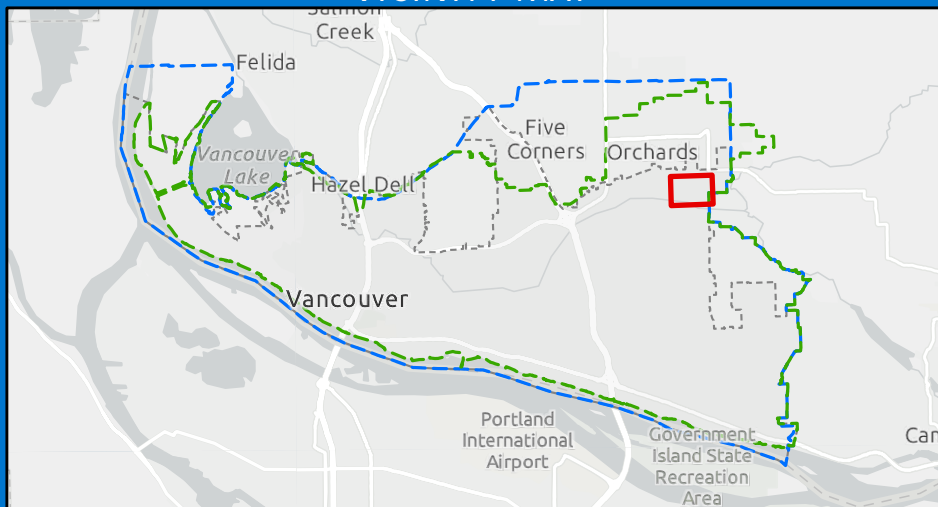 Salmon
Creek
Felida
Five
Corners
Orchards
Vancouver
Lake
Hazel Dell
Vancouver
Portland
International
Airport
Government
Island State
Recreation
Area